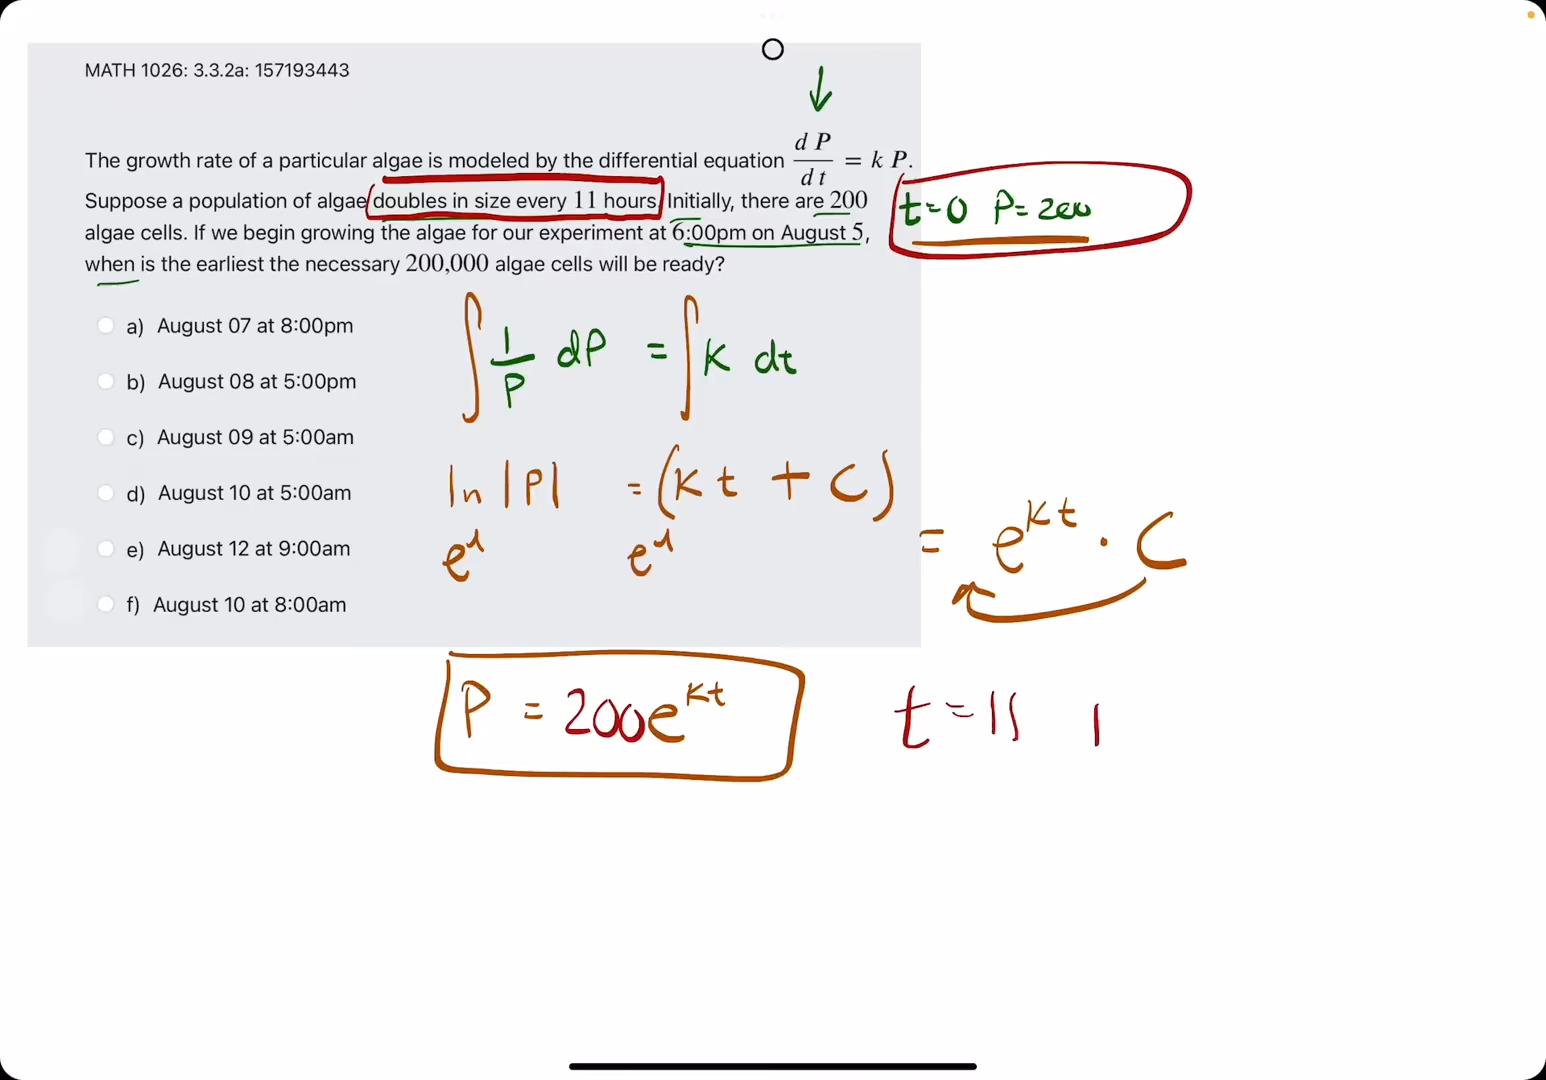 MATH 1026: 3.3.2a: 157193443
The growth rate of a particular algae is modeled by the differential equation dP/dt = k P.
Suppose a population of algae doubles in size every 11 hours. Initially, there are 200
algae cells. If we begin growing the algae for our experiment at 6:00pm on August 5,
when is the earliest the necessary 200,000 algae cells will be ready?
t=0 P=200
a) August 07 at 8:00pm
b) August 08 at 5:00pm
c) August 09 at 5:00am
d) August 10 at 5:00am
e) August 12 at 9:00am
f) August 10 at 8:00am
∫ 1/P dP = ∫ K dt
ln |P| = (Kt + C)
e e
= e^Kt · C
P = 200e^Kt
t=11